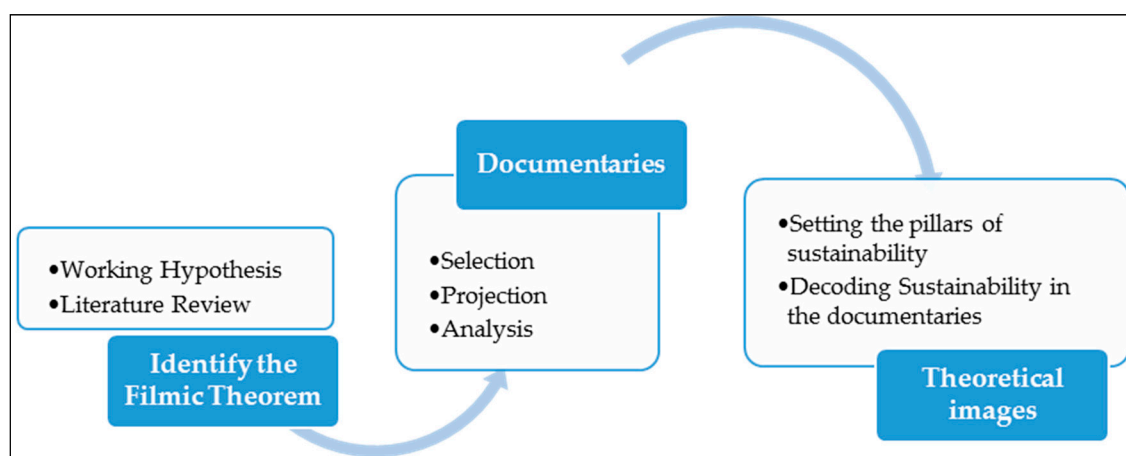 •Working Hypothesis
•Literature Review
Identify the
Filmic Theorem
Documentaries
•Selection
•Projection
•Analysis
•Setting the pillars of
sustainability
•Decoding Sustainability in
the documentaries
Theoretical
images